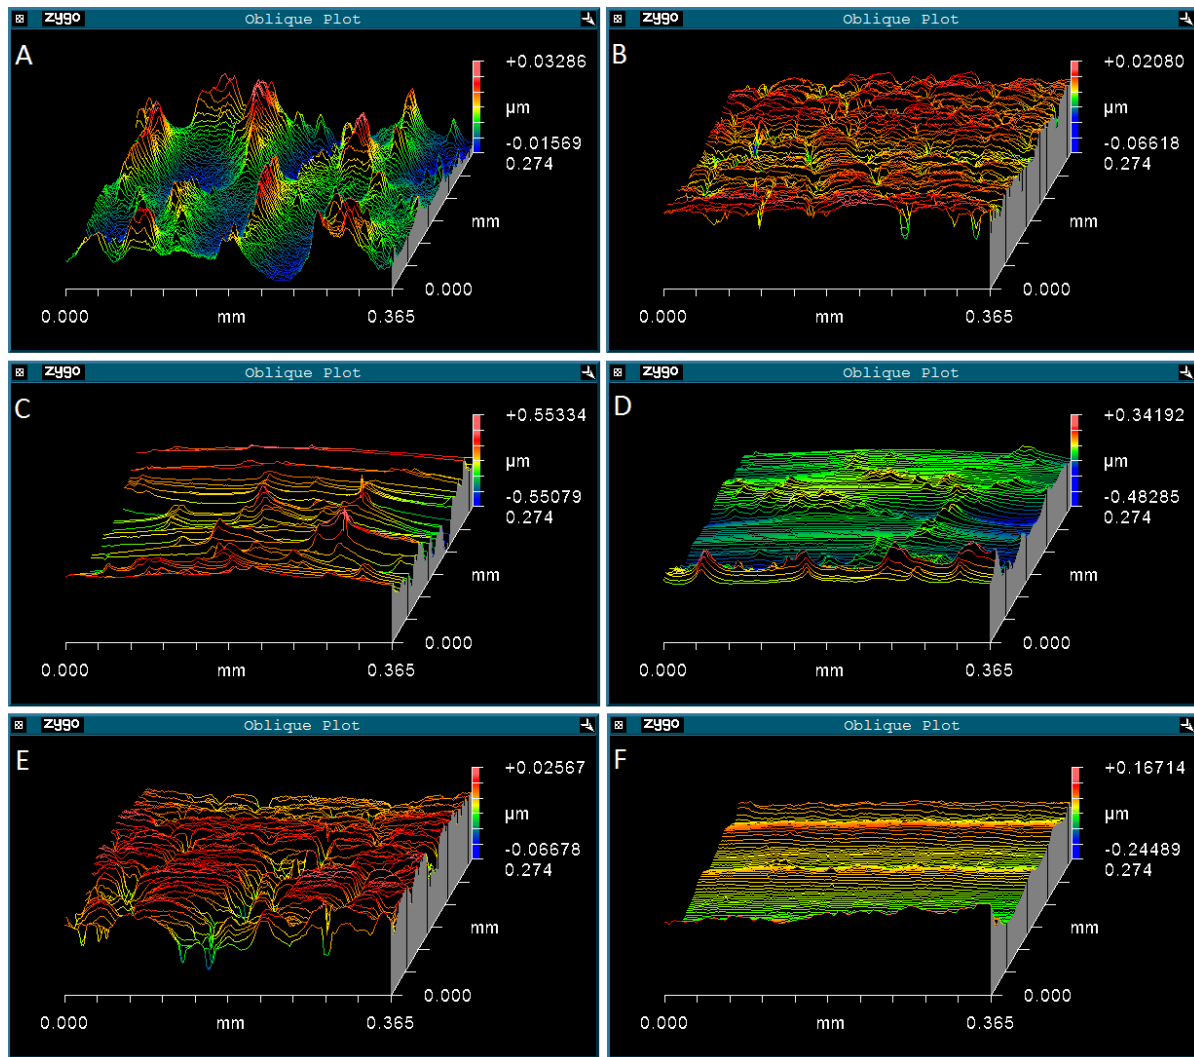 zygo Oblique Plot
A
+0.03286
µm
-0.01569
0.274
mm
0.000
0.000 mm 0.365
zygo Oblique Plot
B
+0.02080
µm
-0.06618
0.274
mm
0.000
0.000 mm 0.365
zygo Oblique Plot
C
+0.55334
µm
-0.55079
0.274
mm
0.000
0.000 mm 0.365
zygo Oblique Plot
D
+0.34192
µm
-0.48285
0.274
mm
0.000
0.000 mm 0.365
zygo Oblique Plot
E
+0.02567
µm
-0.06678
0.274
mm
0.000
0.000 mm 0.365
zygo Oblique Plot
F
+0.16714
µm
-0.24489
0.274
mm
0.000
0.000 mm 0.365